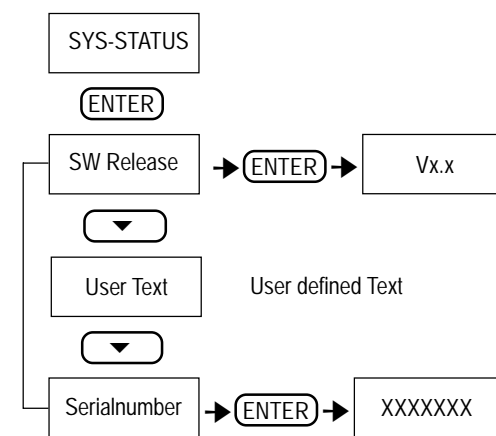 SYS-STATUS
ENTER
SW Release
ENTER
Vx.x
User Text
User defined Text
Serialnumber
ENTER
XXXXXXX